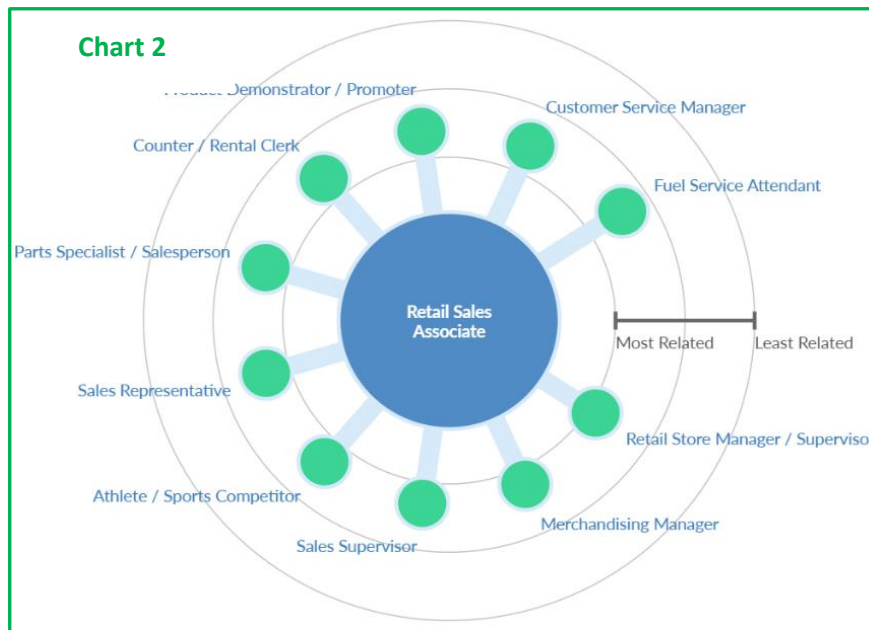 Chart 2
Product Demonstrator / Promoter
Customer Service Manager
Counter / Rental Clerk
Fuel Service Attendant
Parts Specialist / Salesperson
Retail Sales
Associate
Most Related
Least Related
Sales Representative
Retail Store Manager / Superviso
Athlete / Sports Competitor
Merchandising Manager
Sales Supervisor